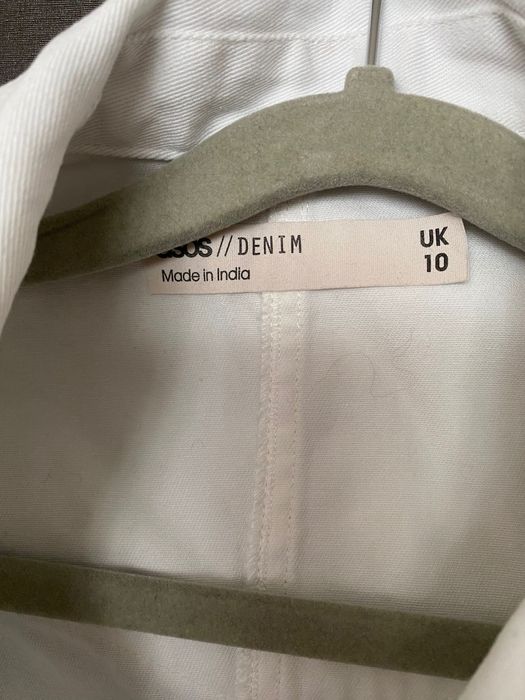 asos//DENIM
Made in India
UK
10